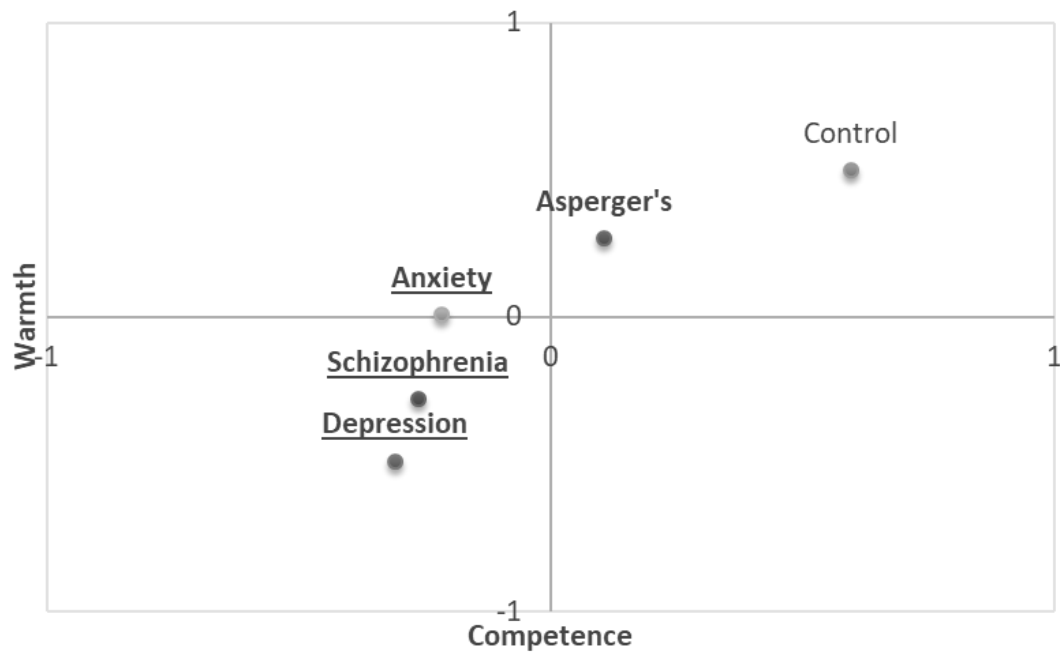 1
Control
Asperger's
Anxiety
Warmth
0
-1
0
1
Schizophrenia
Depression
-1
Competence